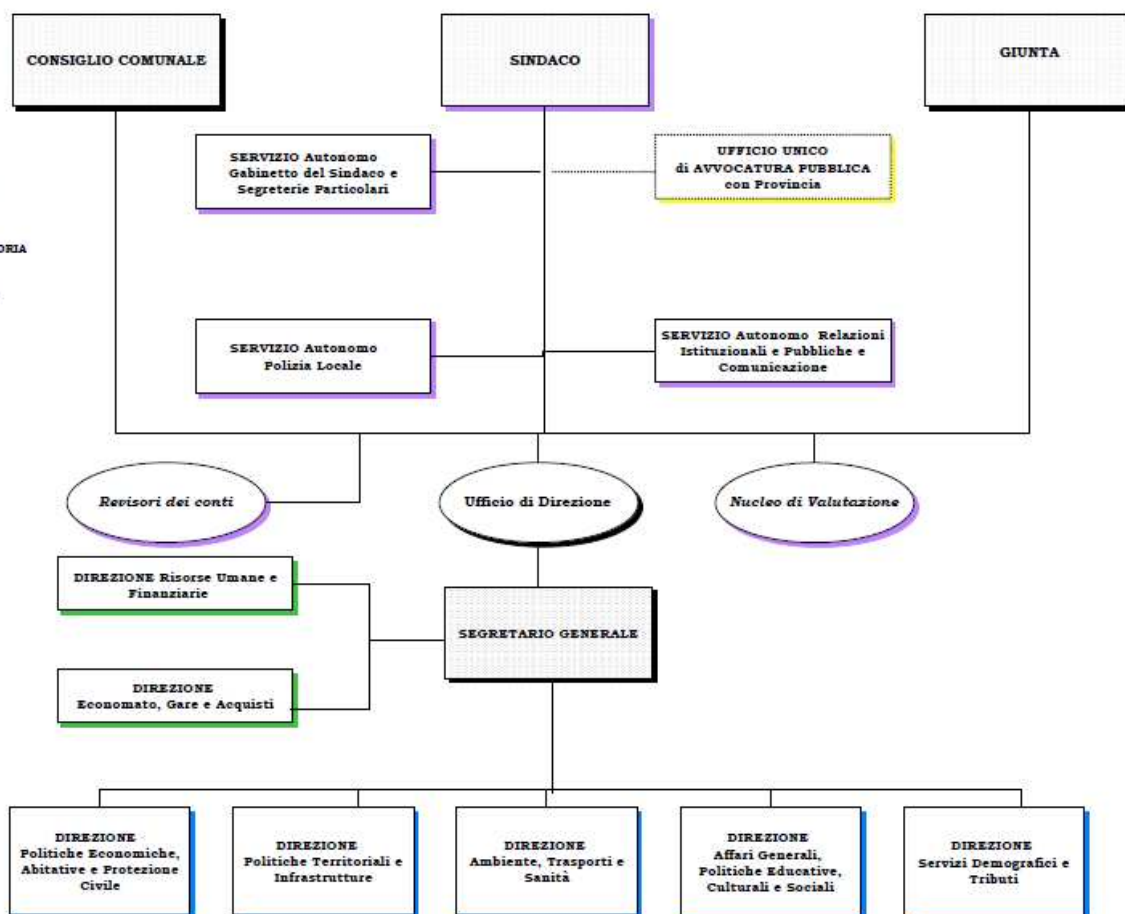 CONSIGLIO COMUNALE
SINDACO
GIUNTA
SERVIZIO Autonomo
Gabinetto del Sindaco e
Segreterie Particolari
UFFICIO UNICO
di AVVOCATURA PUBBLICA
con Provincia
SERVIZIO Autonomo
Polizia Locale
SERVIZIO Autonomo Relazioni
Istituzionali e Pubbliche e
Comunicazione
Revisori dei conti
Ufficio di Direzione
Nucleo di Valutazione
DIREZIONE Risorse Umane e
Finanziarie
SEGRETARIO GENERALE
DIREZIONE
Economato, Gare e Acquisti
DIREZIONE
Politiche Economiche,
Abitative e Protezione
Civile
DIREZIONE
Politiche Territoriali e
Infrastrutture
DIREZIONE
Ambiente, Trasporti e
Sanità
DIREZIONE
Affari Generali,
Politiche Educative,
Culturali e Sociali
DIREZIONE
Servizi Demografici e
Tributi